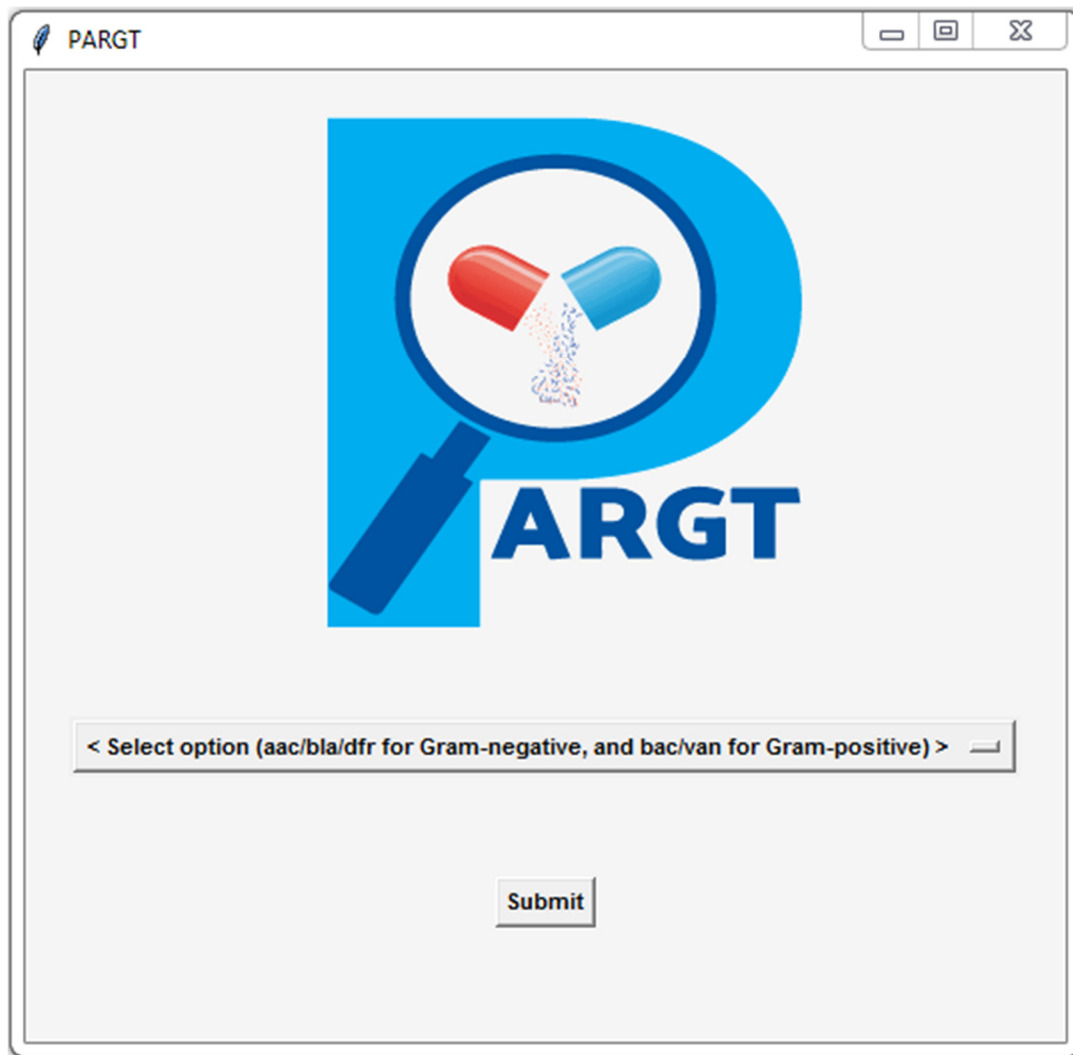 PARGT
PARGT
< Select option (aac/bla/dfr for Gram-negative, and bac/van for Gram-positive) >
Submit